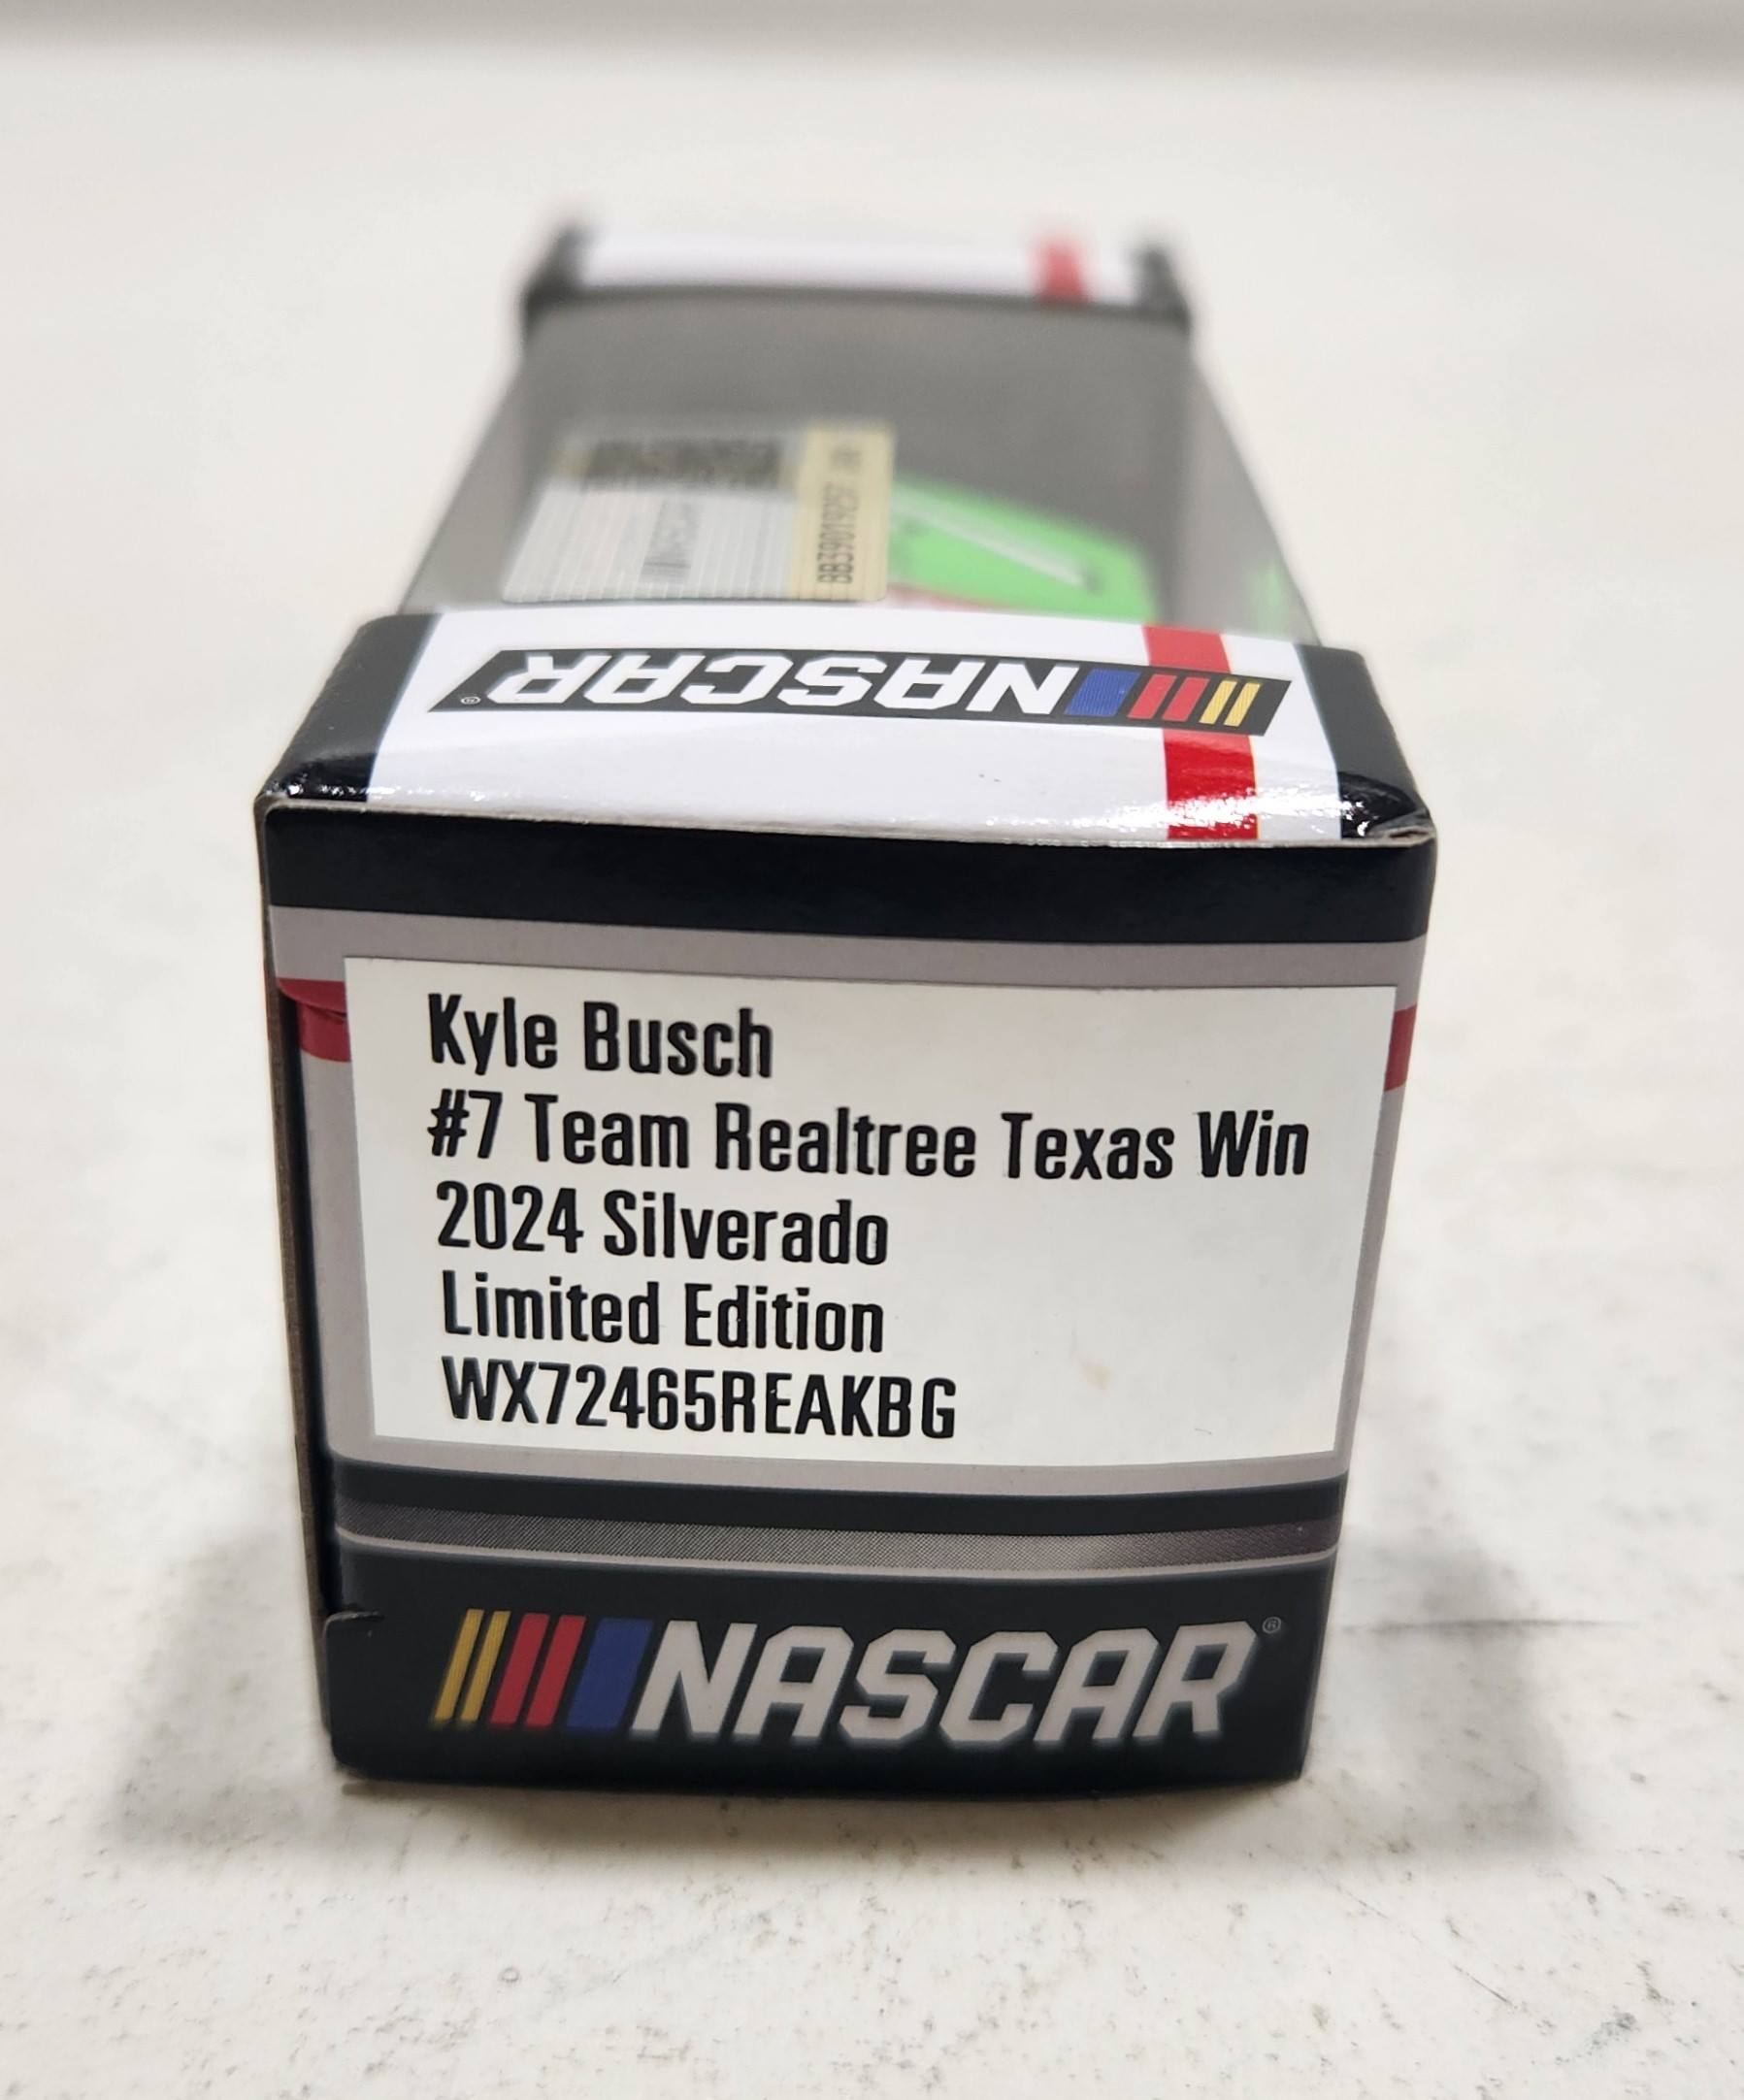 NASCAR®
Kyle Busch
#7 Team Realtree Texas Win
2024 Silverado
Limited Edition
WX72465REAKBG
NASCAR®